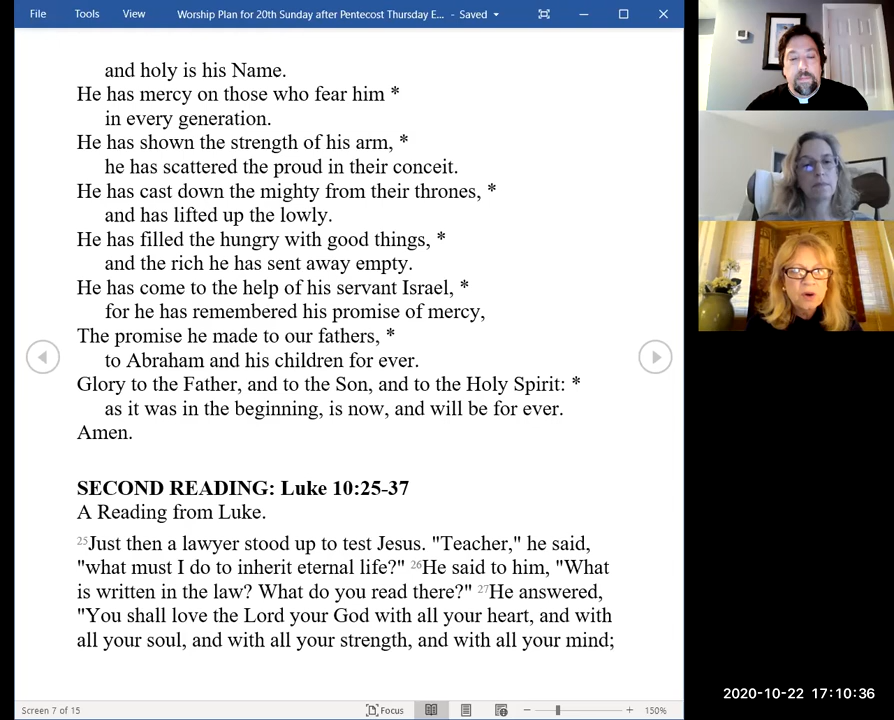 File Tools View Worship Plan for 20th Sunday after Pentecost Thursday E... - Saved
and holy is his Name.
He has mercy on those who fear him *
in every generation.
He has shown the strength of his arm, *
he has scattered the proud in their conceit.
He has cast down the mighty from their thrones, *
and has lifted up the lowly.
He has filled the hungry with good things, *
and the rich he has sent away empty.
He has come to the help of his servant Israel, *
for he has remembered his promise of mercy,
The promise he made to our fathers, *
to Abraham and his children for ever.
Glory to the Father, and to the Son, and to the Holy Spirit: *
as it was in the beginning, is now, and will be for ever.
Amen.
SECOND READING: Luke 10:25-37
A Reading from Luke.
25Just then a lawyer stood up to test Jesus. "Teacher," he said,
"what must I do to inherit eternal life?" 26He said to him, "What
is written in the law? What do you read there?" 27He answered,
"You shall love the Lord your God with all your heart, and with
all your soul, and with all your strength, and with all your mind;
Screen 7 of 15 Focus 150%
2020-10-22 17:10:36